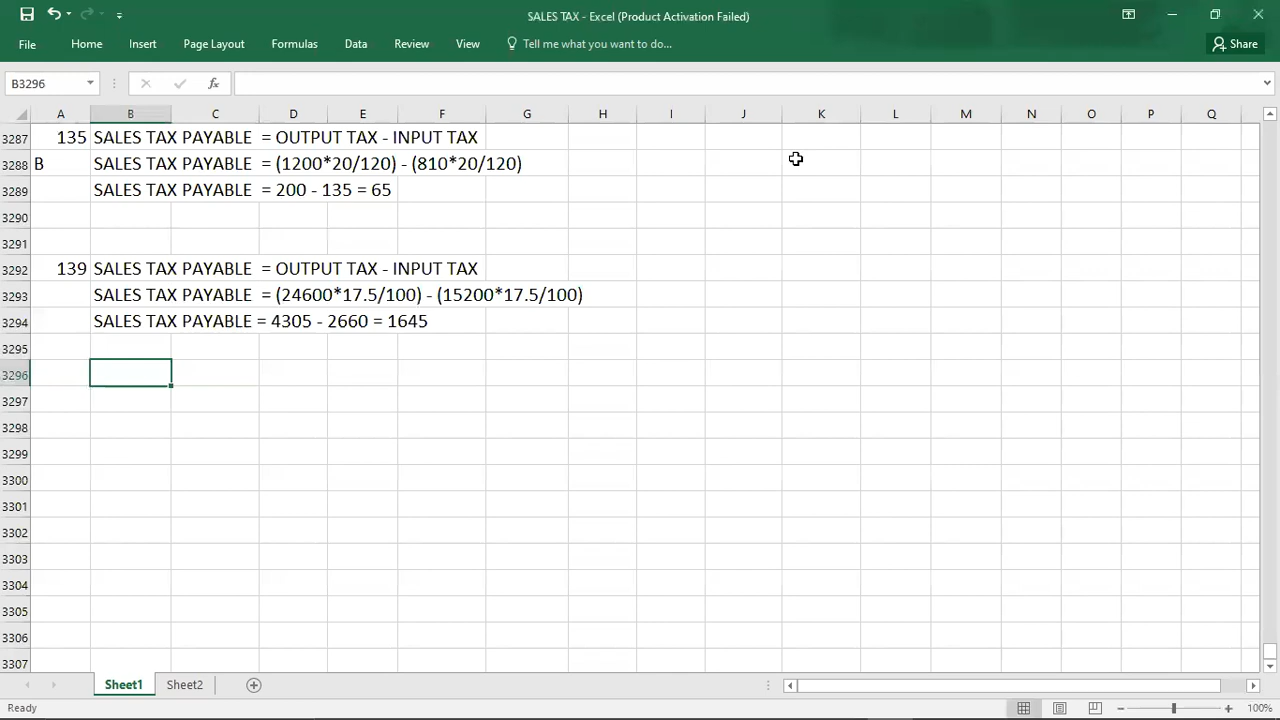 SALES TAX - Excel (Product Activation Failed)
File Home Insert Page Layout Formulas Data Review View Tell me what you want to do... Share
B3296 fx
A B C D E F G H I J K L M N O P Q
3287 135 SALES TAX PAYABLE = OUTPUT TAX - INPUT TAX
3288 B SALES TAX PAYABLE = (1200*20/120) - (810*20/120)
3289 SALES TAX PAYABLE = 200 - 135 = 65
3290
3291
3292 139 SALES TAX PAYABLE = OUTPUT TAX - INPUT TAX
3293 SALES TAX PAYABLE = (24600*17.5/100) - (15200*17.5/100)
3294 SALES TAX PAYABLE = 4305 - 2660 = 1645
3295
3296
3297
3298
3299
3300
3301
3302
3303
3304
3305
3306
3307
Sheet1 Sheet2
Ready 100%